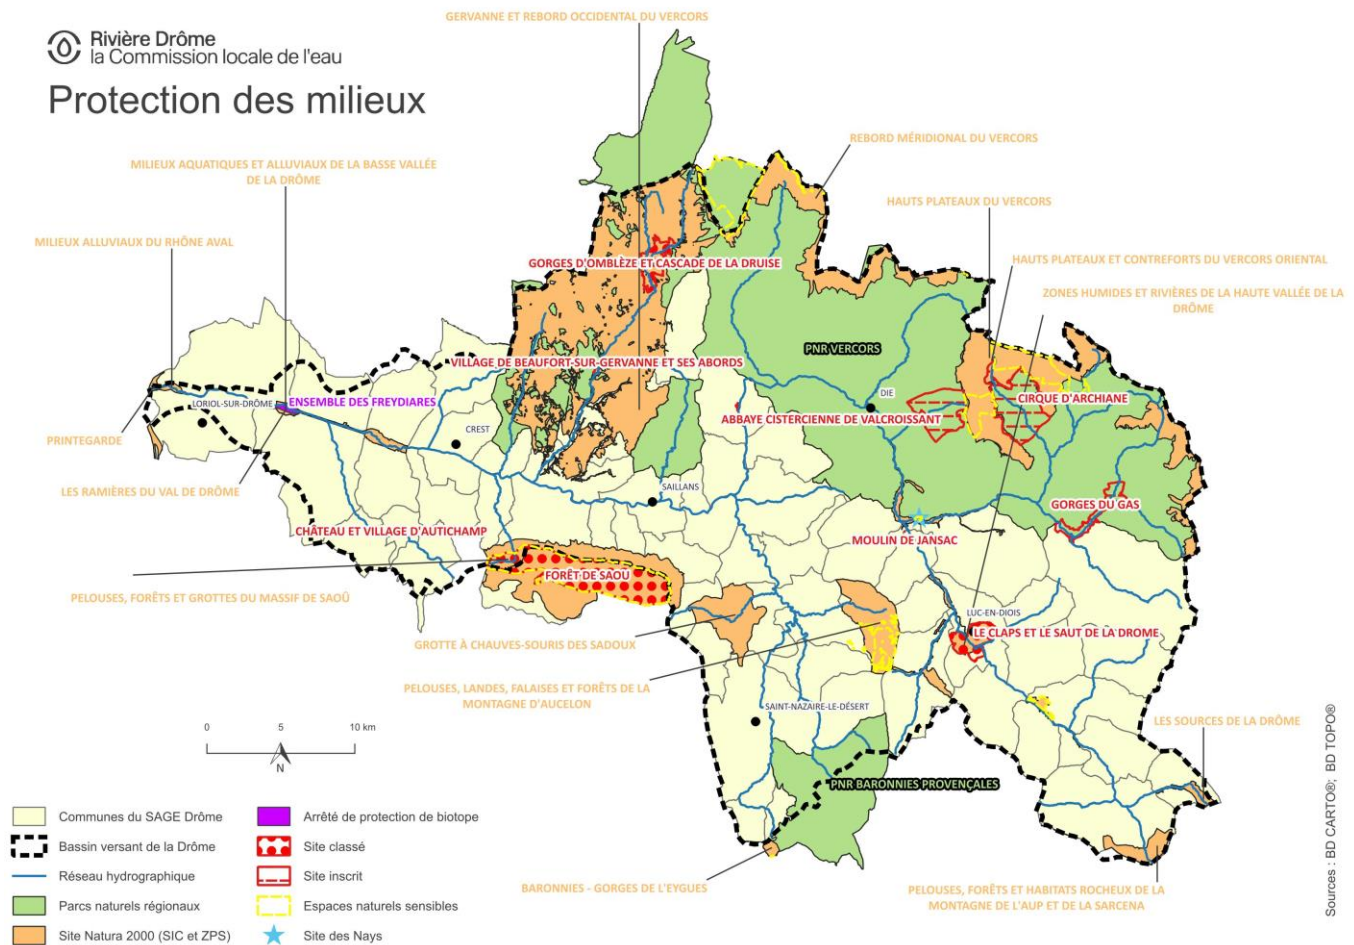 Rivière Drôme
la Commission locale de l'eau
Protection des milieux
GERVANNE ET REBORD OCCIDENTAL DU VERCORS
REBORD MÉRIDIONAL DU VERCORS
MILIEUX AQUATIQUES ET ALLUVIAUX DE LA BASSE VALLÉE
DE LA DRÔME
HAUTS PLATEAUX DU VERCORS
MILIEUX ALLUVIAUX DU RHÔNE AVAL
HAUTS PLATEAUX ET CONTREFORTS DU VERCORS ORIENTAL
GORGES D'OMBLÈZE ET CASCADE DE LA DRUISE
ZONES HUMIDES ET RIVIÈRES DE LA HAUTE VALLÉE DE LA
DRÔME
PNR VERCORS
VILLAGE DE BEAUFORT-SUR-GERVANNE ET SES ABORDS
DIE
CIRQUE D'ARCHIANE
LORIOL-SUR-DRÔME
ENSEMBLE DES FREYDIARES
ABBAYE CISTERCIENNE DE VALCROISSANT
CREST
PRINTEGARDE
SAILLANS
LES RAMIÈRES DU VAL DE DRÔME
GORGES DU GAS
CHÂTEAU ET VILLAGE D'AUTICHAMP
MOULIN DE JANSAC
FORÊT DE SAOÛ
PELOUSES, FORÊTS ET GROTTES DU MASSIF DE SAOÛ
LUC-EN-DIOIS
LE CLAPS ET LE SAUT DE LA DROME
GROTTE À CHAUVES-SOURIS DES SADOUX
PELOUSES, LANDES, FALAISES ET FORÊTS DE LA
MONTAGNE D'AUCELON
SAINT-NAZAIRE-LE-DÉSERT
LES SOURCES DE LA DRÔME
0 5 10 km
N
PNR BARONNIES PROVENÇALES
Communes du SAGE Drôme
Bassin versant de la Drôme
Réseau hydrographique
Parcs naturels régionaux
Site Natura 2000 (SIC et ZPS)
Arrêté de protection de biotope
Site classé
Site inscrit
Espaces naturels sensibles
Site des Nays
BARONNIES - GORGES DE L'EYGUES
PELOUSES, FORÊTS ET HABITATS ROCHEUX DE LA
MONTAGNE DE L'AUP ET DE LA SARCENA
Sources : BD CARTO®; BD TOPO®